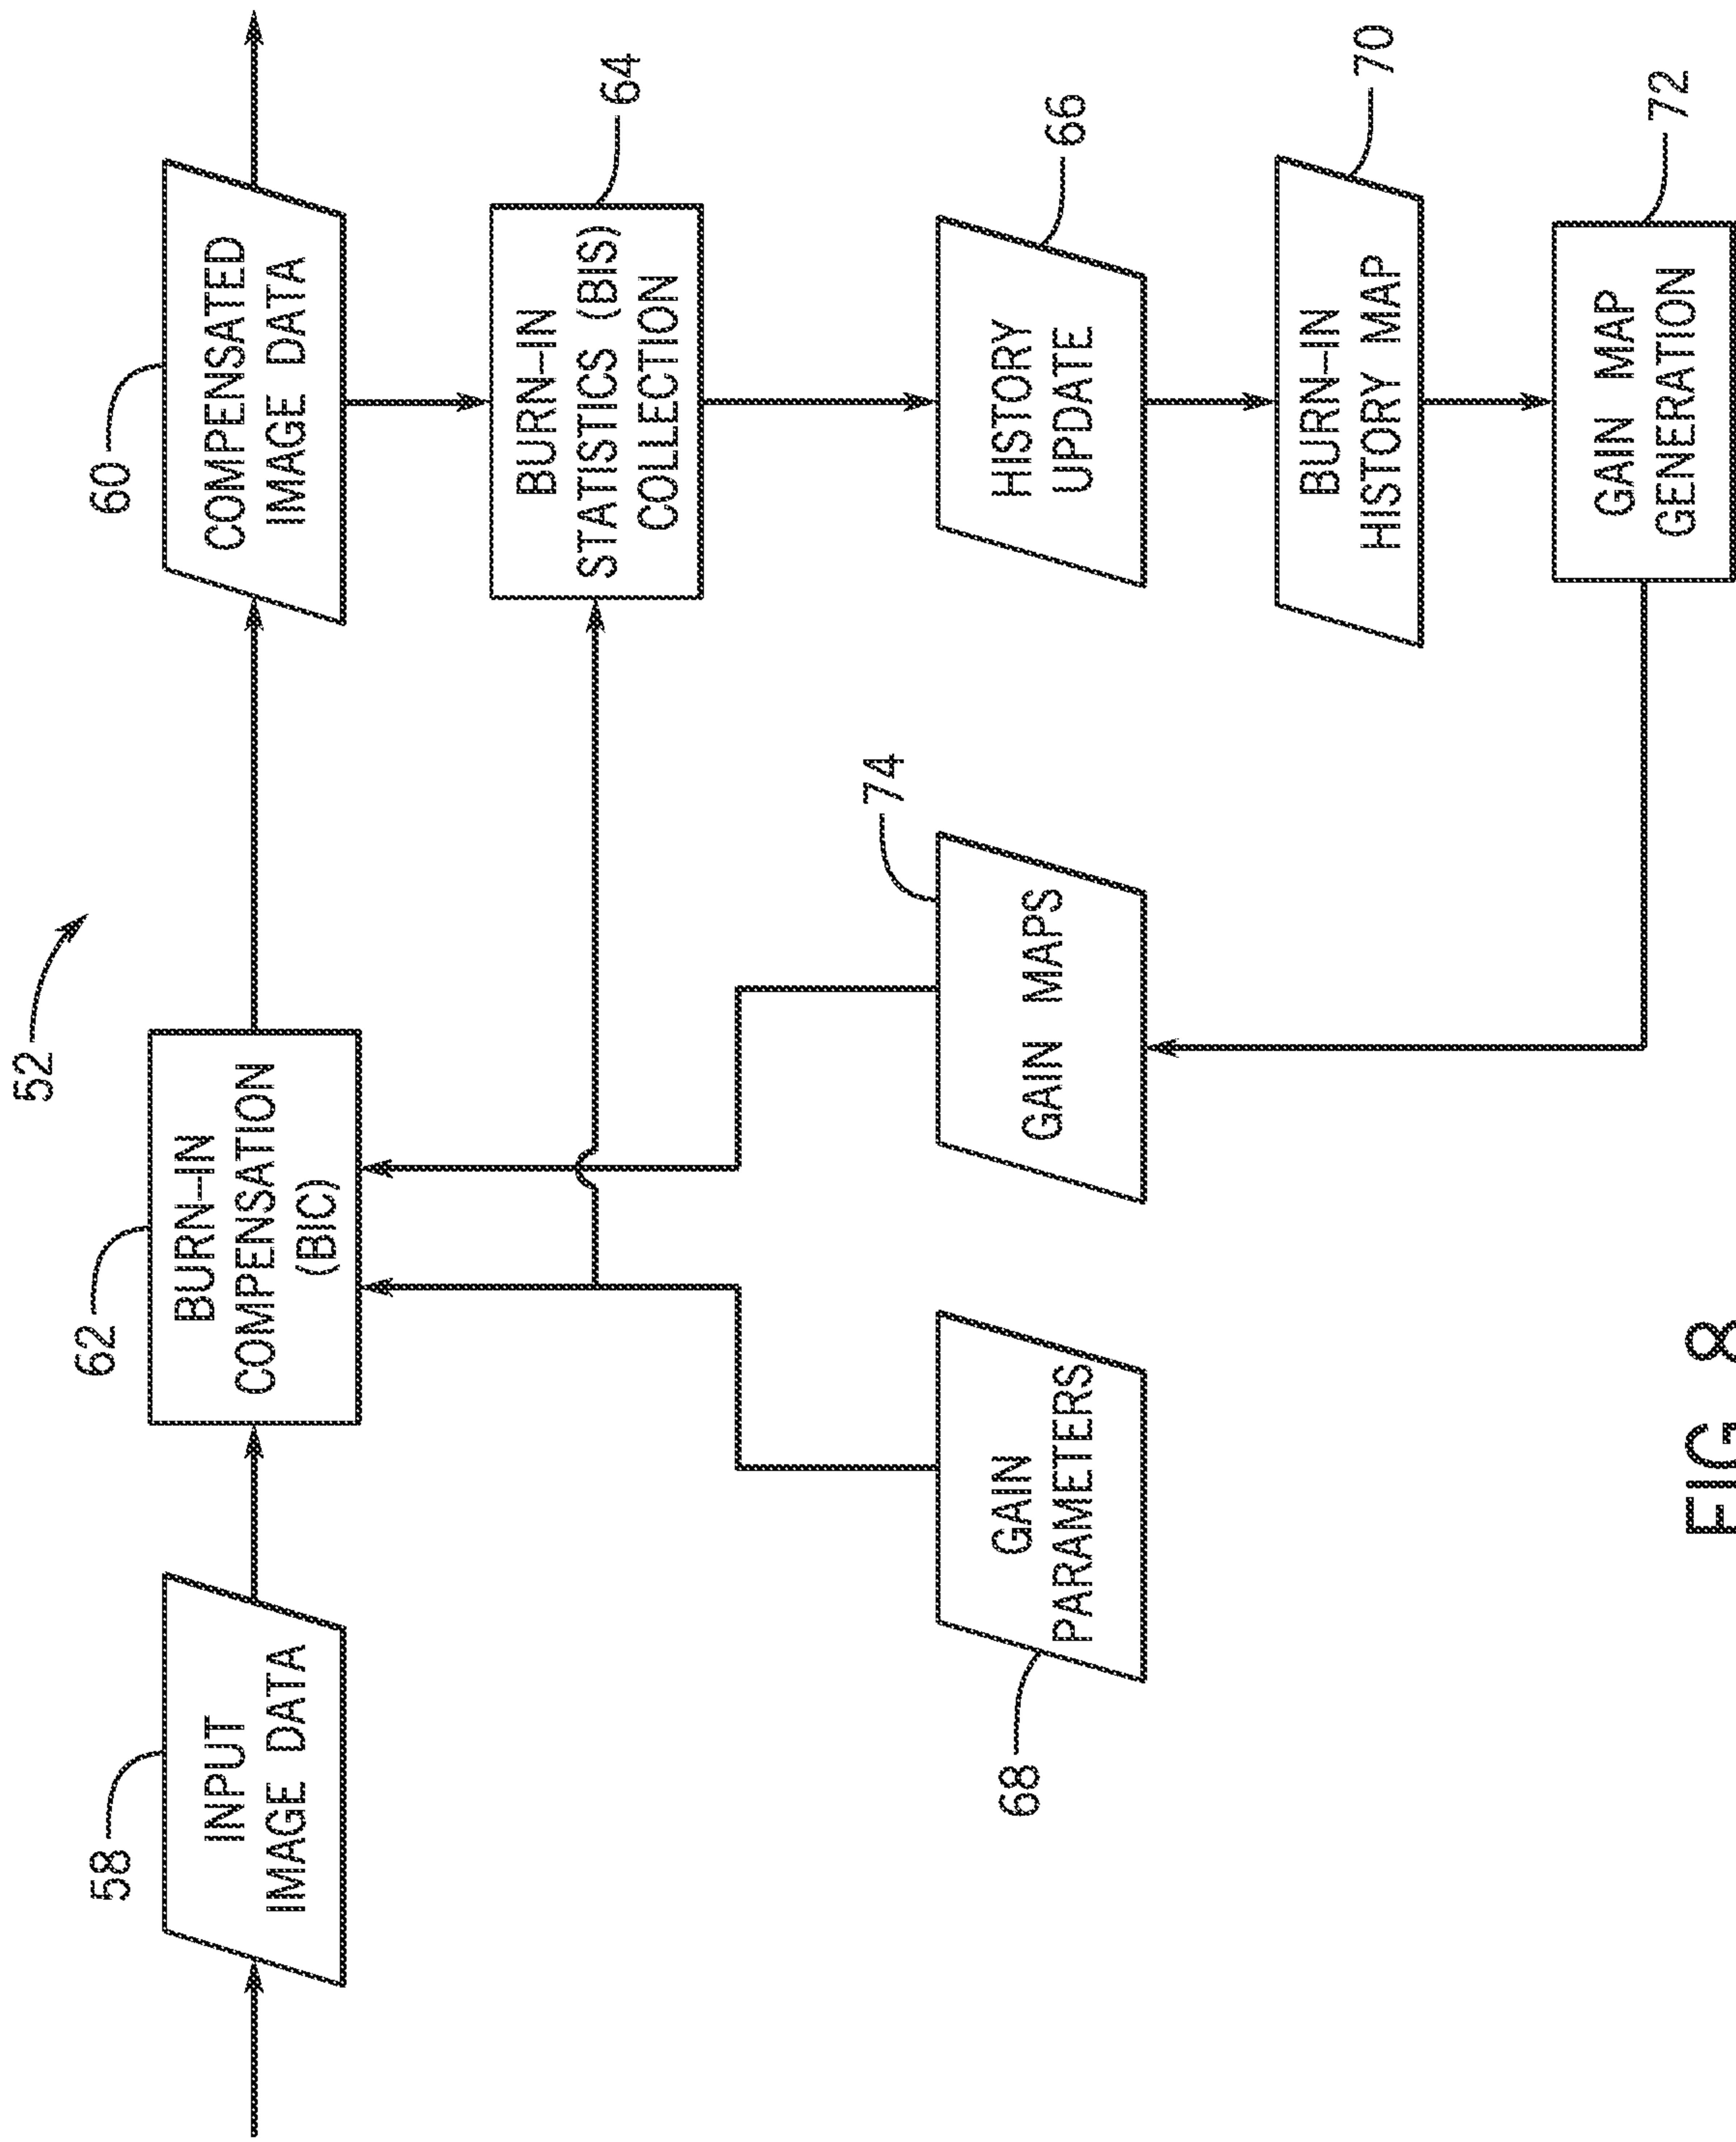 52
58
INPUT
IMAGE DATA
62
BURN-IN
COMPENSATION
(BIC)
60
COMPENSATED
IMAGE DATA
64
BURN-IN
STATISTICS (BIS)
COLLECTION
68
GAIN
PARAMETERS
74
GAIN MAPS
66
HISTORY
UPDATE
70
BURN-IN
HISTORY MAP
72
GAIN MAP
GENERATION
FIG. 8